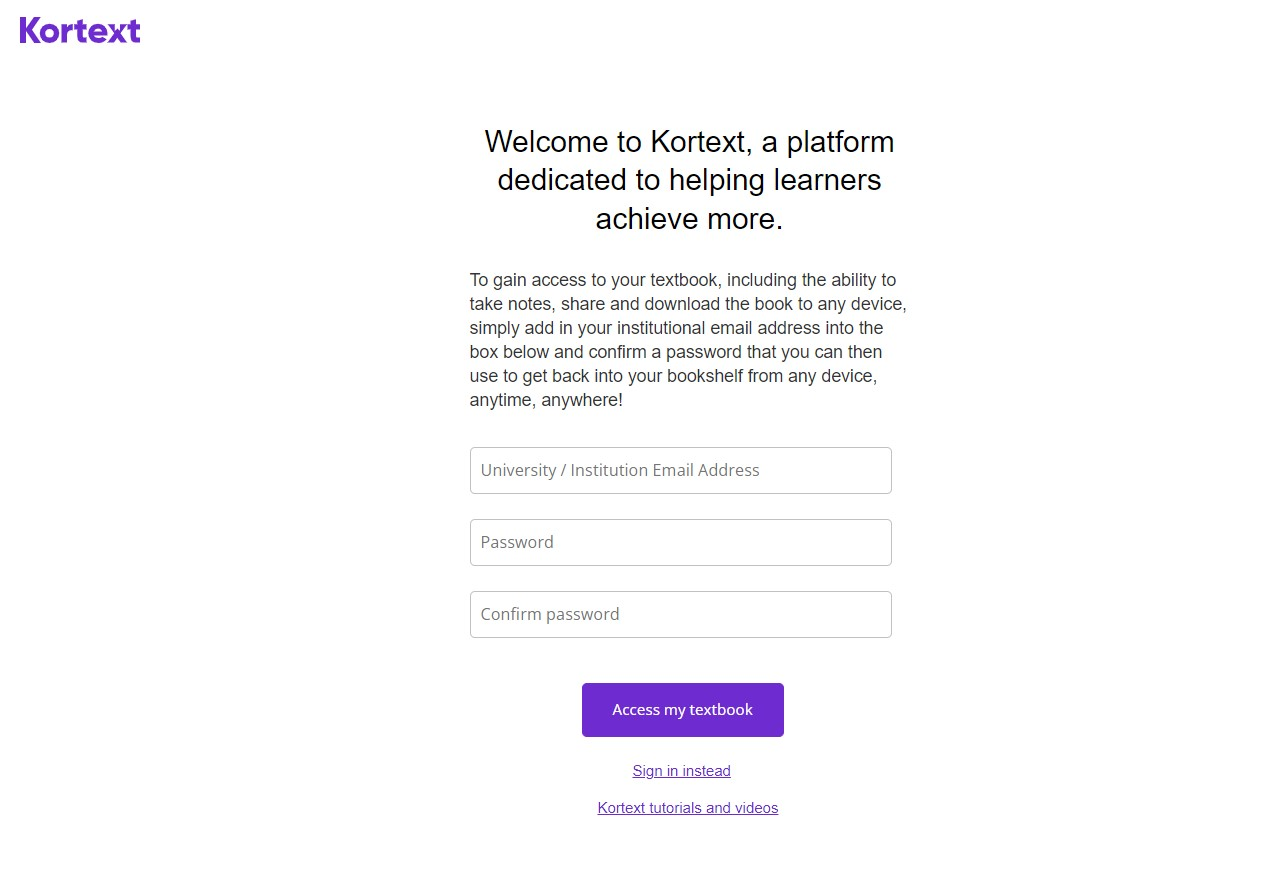 Kortext
Welcome to Kortext, a platform
dedicated to helping learners
achieve more.
To gain access to your textbook, including the ability to
take notes, share and download the book to any device,
simply add in your institutional email address into the
box below and confirm a password that you can then
use to get back into your bookshelf from any device,
anytime, anywhere!
University / Institution Email Address
Password
Confirm password
Access my textbook
Sign in instead
Kortext tutorials and videos